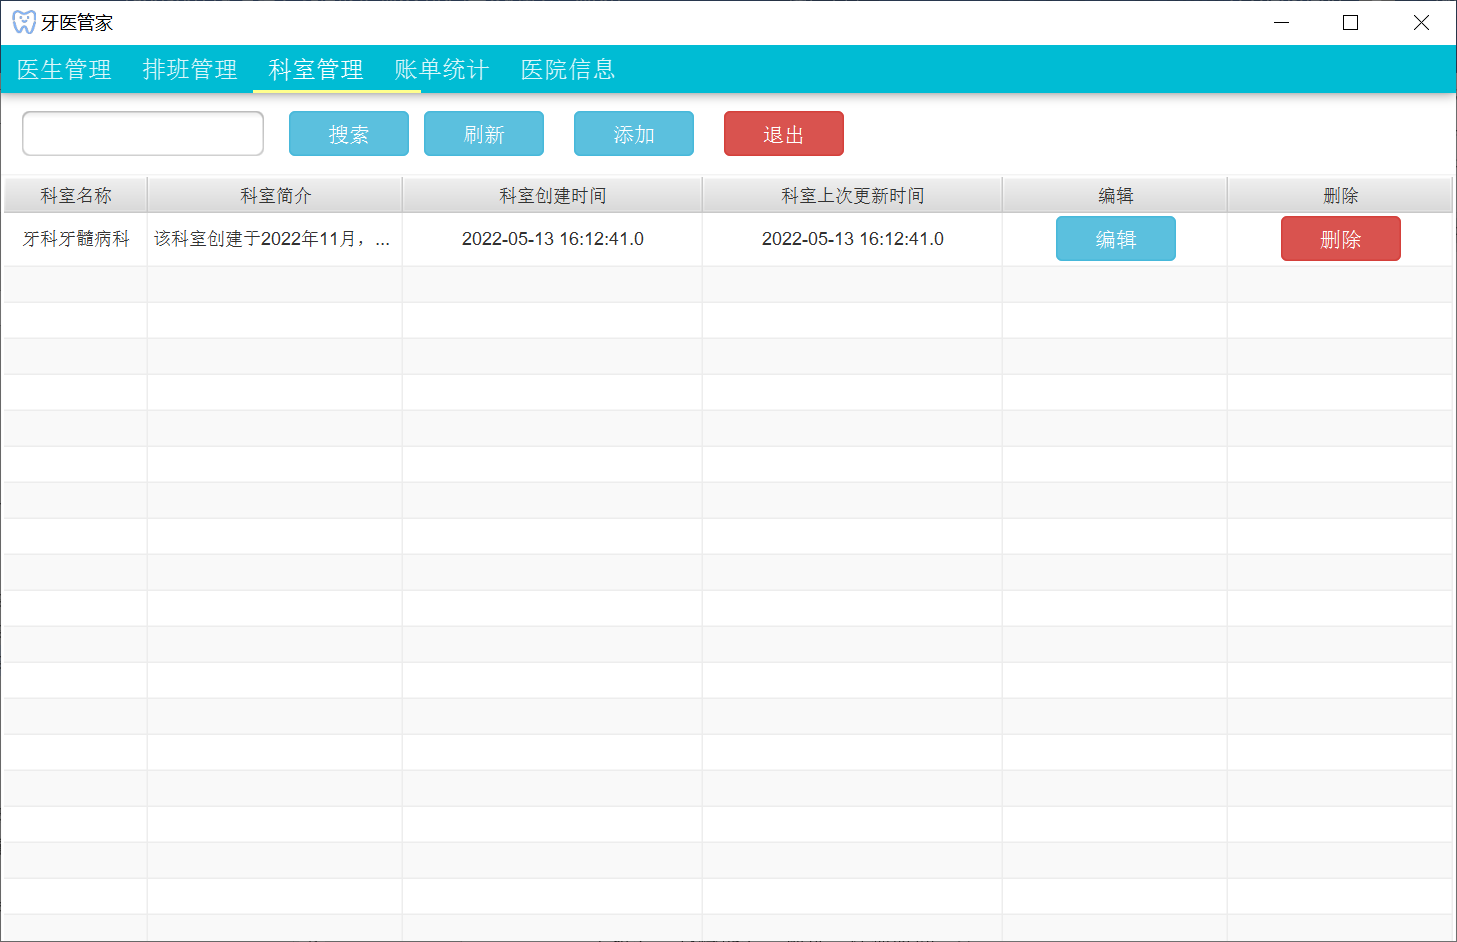 牙医管家
医生管理 排班管理 科室管理 账单统计 医院信息
搜索 刷新 添加 退出
科室名称 科室简介 科室创建时间 科室上次更新时间 编辑 删除
牙科牙髓病科 该科室创建于2022年11月，... 2022-05-13 16:12:41.0 2022-05-13 16:12:41.0 编辑 删除